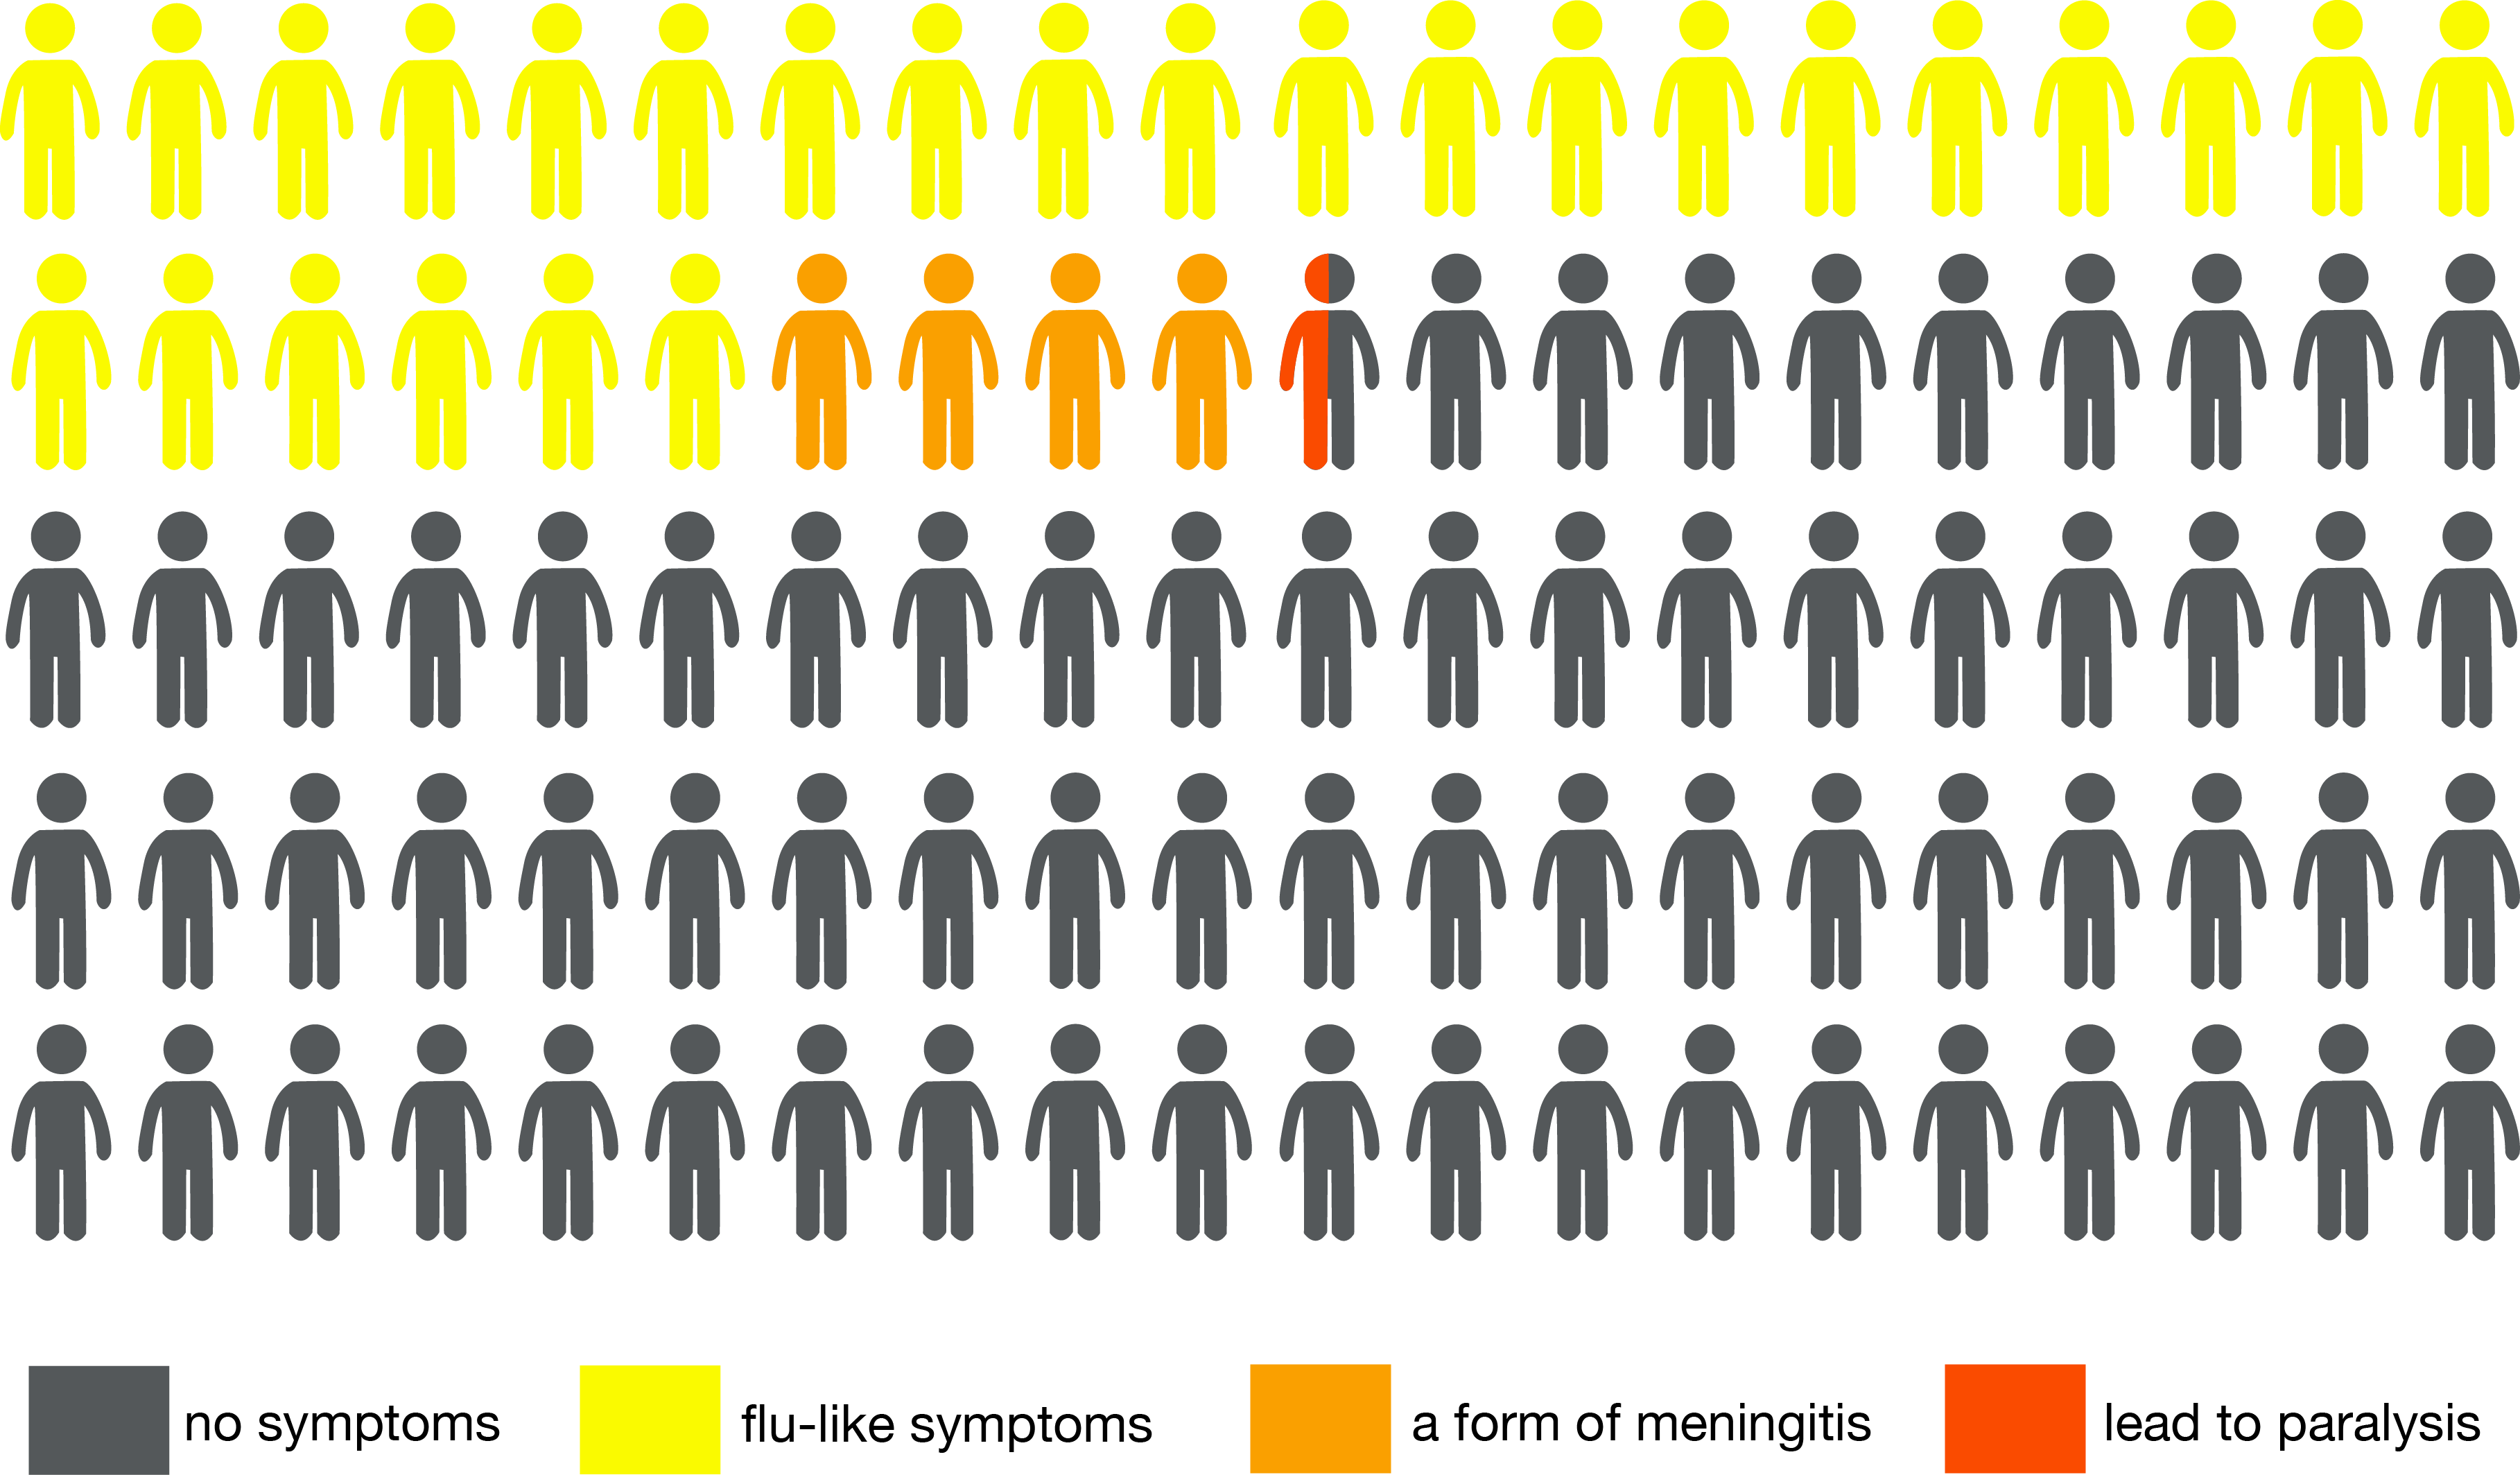 no symptoms
flu-like symptoms
a form of meningitis
lead to paralysis